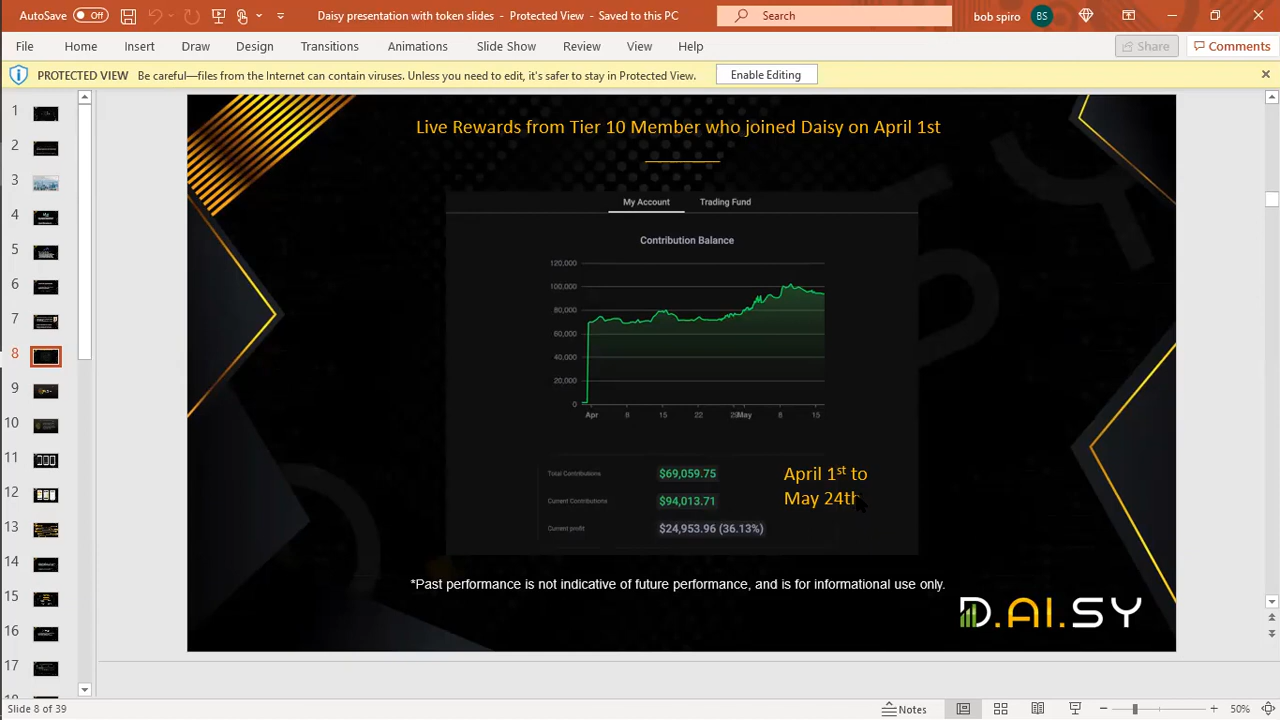 AutoSave Off Daisy presentation with token slides - Protected View - Saved to this PC Search bob spiro BS
File Home Insert Draw Design Transitions Animations Slide Show Review View Help Share Comments
PROTECTED VIEW Be careful—files from the Internet can contain viruses. Unless you need to edit, it's safer to stay in Protected View. Enable Editing
1
2
3
4
5
6
7
8
9
10
11
12
13
14
15
16
17
Live Rewards from Tier 10 Member who joined Daisy on April 1st
My Account Trading Fund
Contribution Balance
120,000
100,000
80,000
60,000
40,000
20,000
0
Apr 8 15 22 29 May 8 15
Total Contributions $69,059.75
Current Contributions $94,013.71
Current profit $24,953.96 (36.13%)
April 1st to
May 24th
*Past performance is not indicative of future performance, and is for informational use only.
D.AI.SY
Slide 8 of 39 Notes 50%